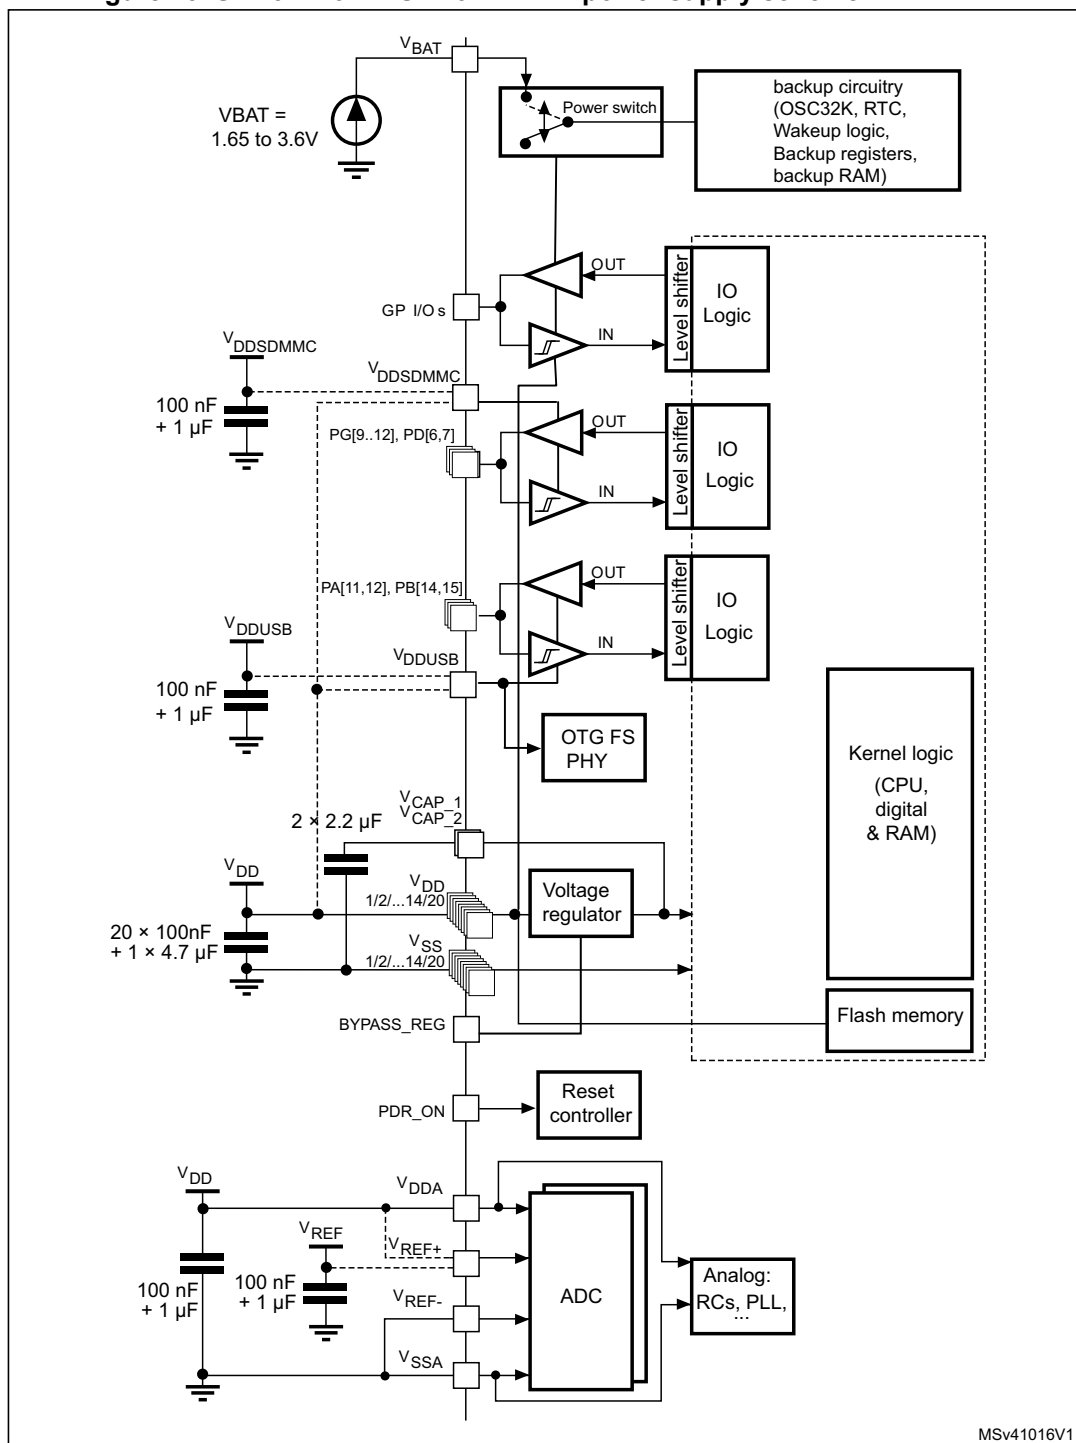 VBAT
VBAT =
1.65 to 3.6V
Power switch
backup circuitry
(OSC32K, RTC,
Wakeup logic,
Backup registers,
backup RAM)
OUT
GP I/Os
IN
Level shifter
IO
Logic
VDDSDMMC
VDDSDMMC
100 nF
+ 1 µF
PG[9..12], PD[6,7]
OUT
IN
Level shifter
IO
Logic
PA[11,12], PB[14,15]
OUT
IN
Level shifter
IO
Logic
VDDUSB
VDDUSB
100 nF
+ 1 µF
OTG FS
PHY
Kernel logic
(CPU,
digital
& RAM)
VCAP_1
VCAP_2
2 × 2.2 µF
VDD
VDD
1/2/...14/20
Voltage
regulator
20 × 100nF
+ 1 × 4.7 µF
VSS
1/2/...14/20
Flash memory
BYPASS_REG
PDR_ON
Reset
controller
VDD
VDDA
VREF
VREF+
100 nF
+ 1 µF
100 nF
+ 1 µF
VREF-
VSSA
ADC
Analog:
RCs, PLL,
...
MSv41016V1